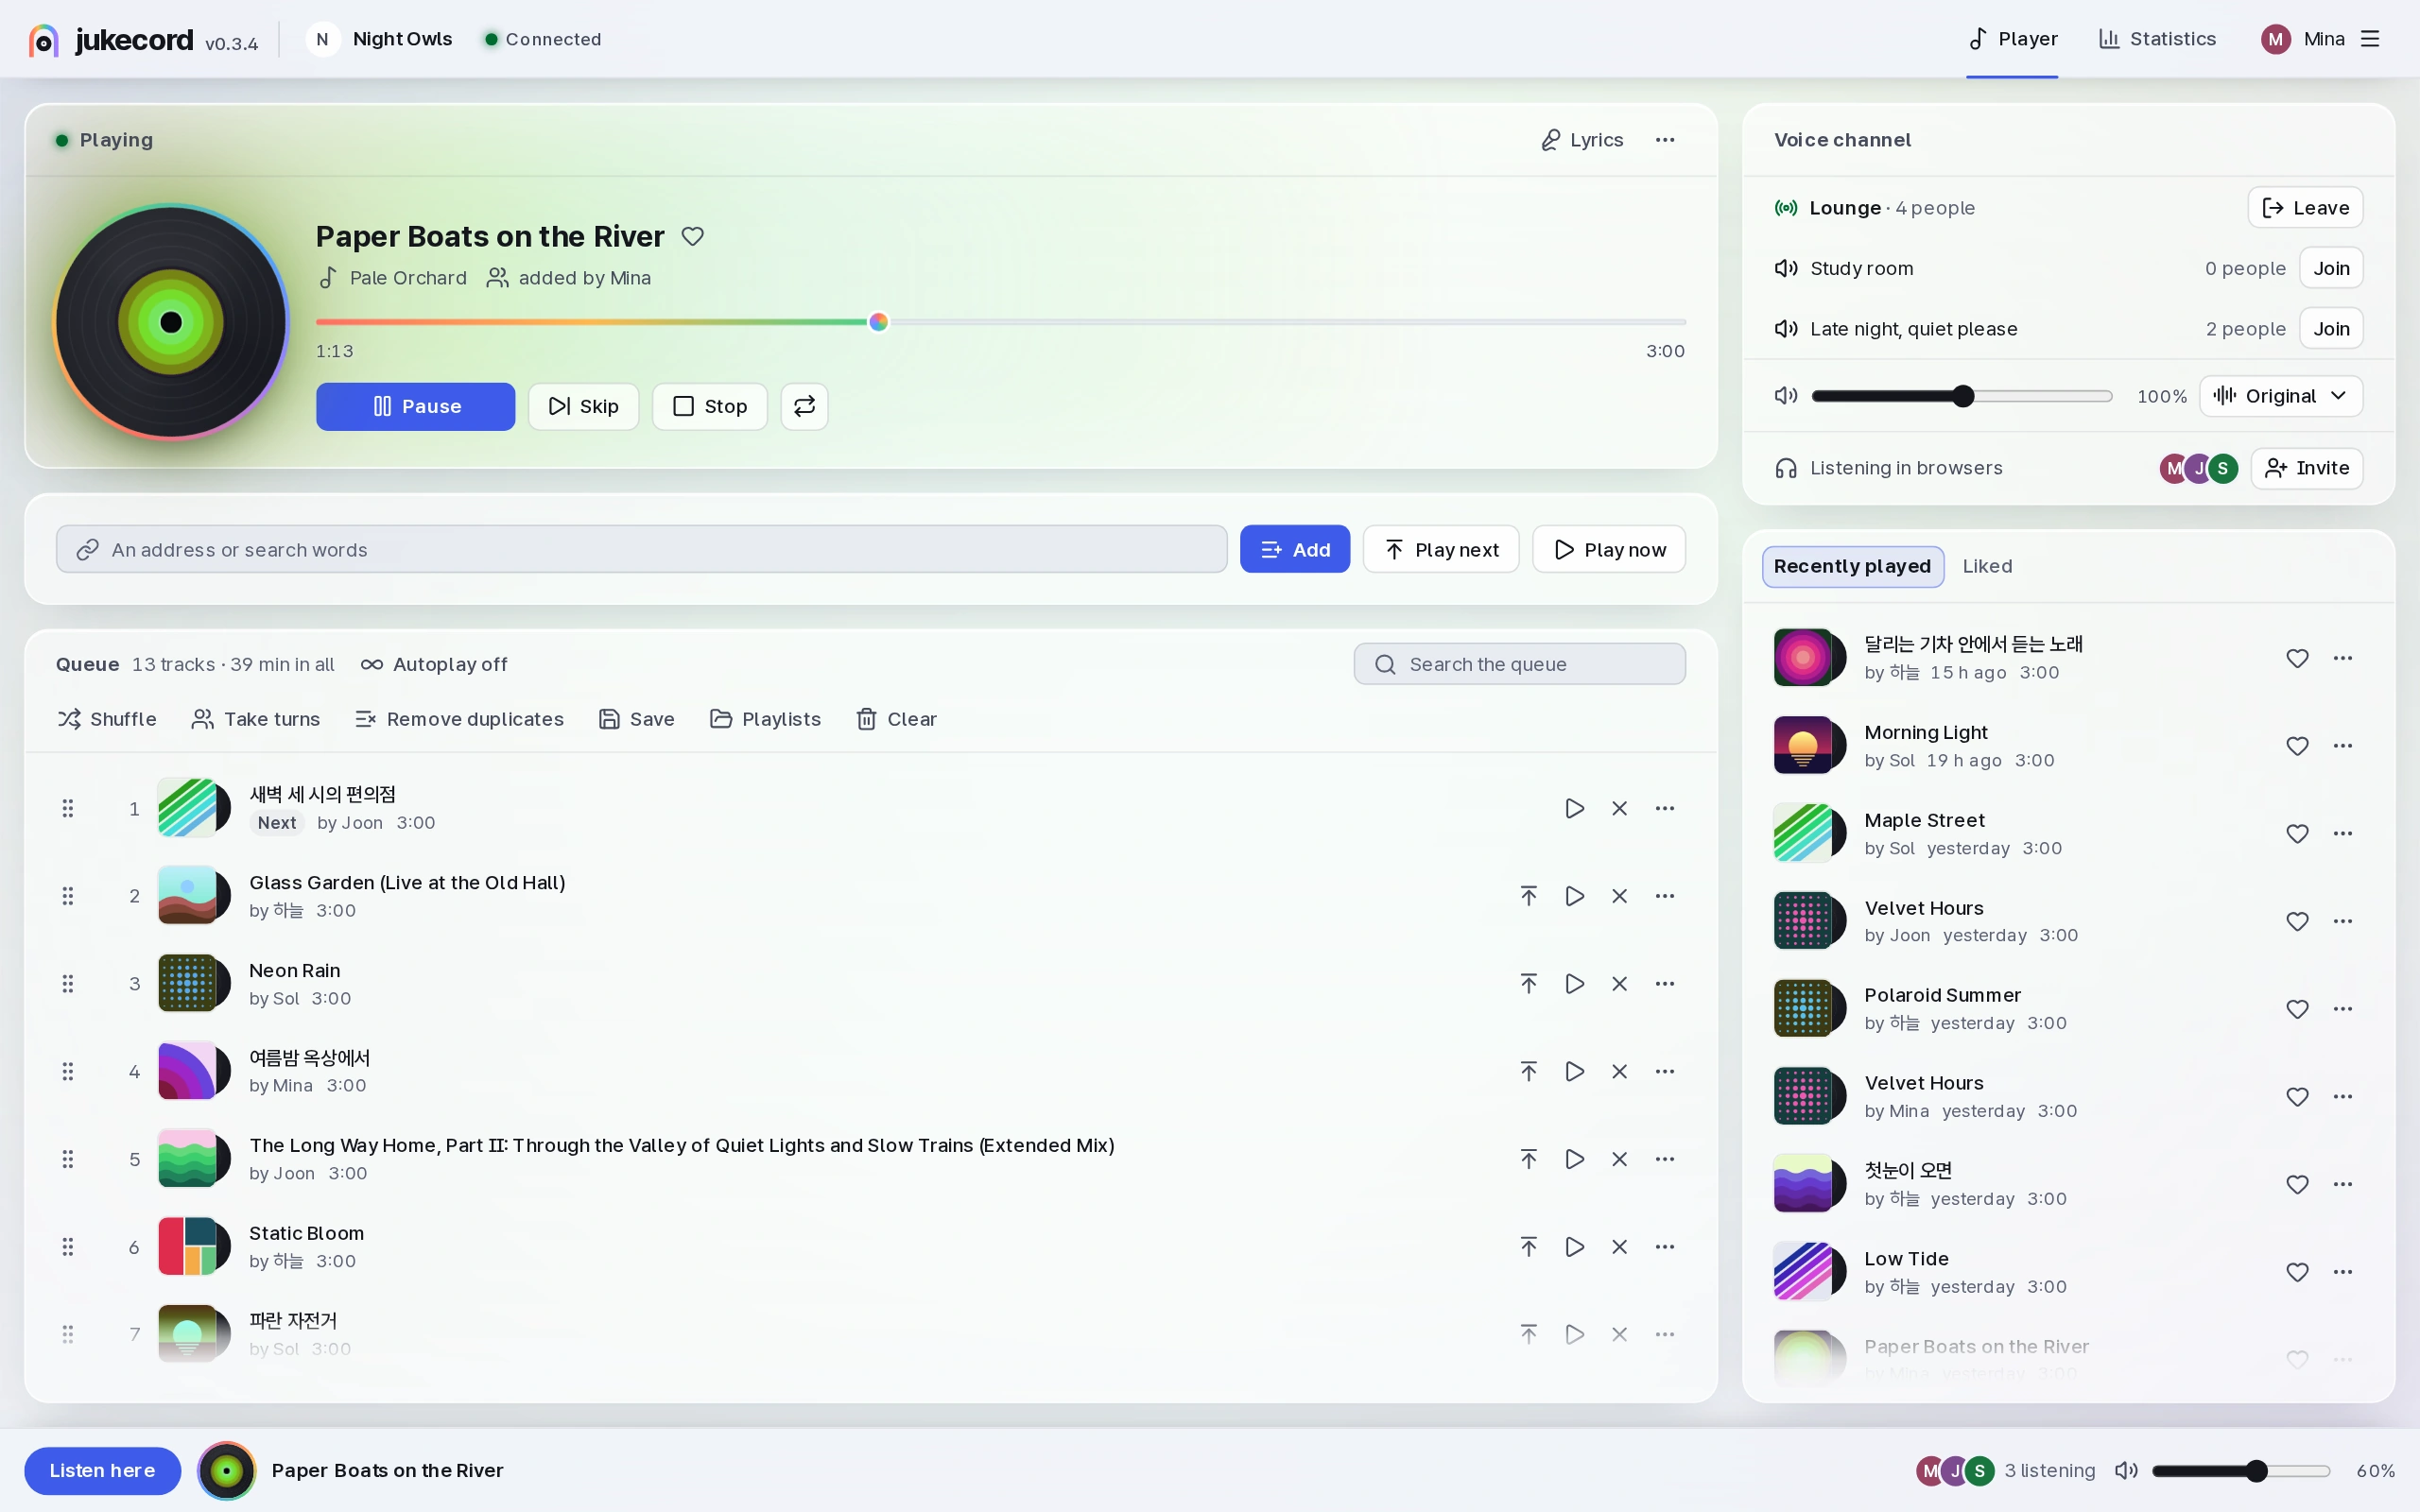 jukecord v0.3.4
N Night Owls Connected
Player Statistics M Mina
Playing
Lyrics
Paper Boats on the River
Pale Orchard added by Mina
1:13 3:00
Pause Skip Stop
An address or search words Add Play next Play now
Queue 13 tracks · 39 min in all Autoplay off Search the queue
Shuffle Take turns Remove duplicates Save Playlists Clear
1 새벽 세 시의 편의점
Next by Joon 3:00
2 Glass Garden (Live at the Old Hall)
by 하늘 3:00
3 Neon Rain
by Sol 3:00
4 여름밤 옥상에서
by Mina 3:00
5 The Long Way Home, Part II: Through the Valley of Quiet Lights and Slow Trains (Extended Mix)
by Joon 3:00
6 Static Bloom
by 하늘 3:00
7 파란 자전거
by Sol 3:00
Voice channel
Lounge · 4 people Leave
Study room 0 people Join
Late night, quiet please 2 people Join
100% Original
Listening in browsers M J S Invite
Recently played Liked
달리는 기차 안에서 듣는 노래
by 하늘 15 h ago 3:00
Morning Light
by Sol 19 h ago 3:00
Maple Street
by Sol yesterday 3:00
Velvet Hours
by Joon yesterday 3:00
Polaroid Summer
by 하늘 yesterday 3:00
Velvet Hours
by Mina yesterday 3:00
첫눈이 오면
by 하늘 yesterday 3:00
Low Tide
by 하늘 yesterday 3:00
Paper Boats on the River
by Mina yesterday 3:00
Listen here Paper Boats on the River
M J S 3 listening 60%